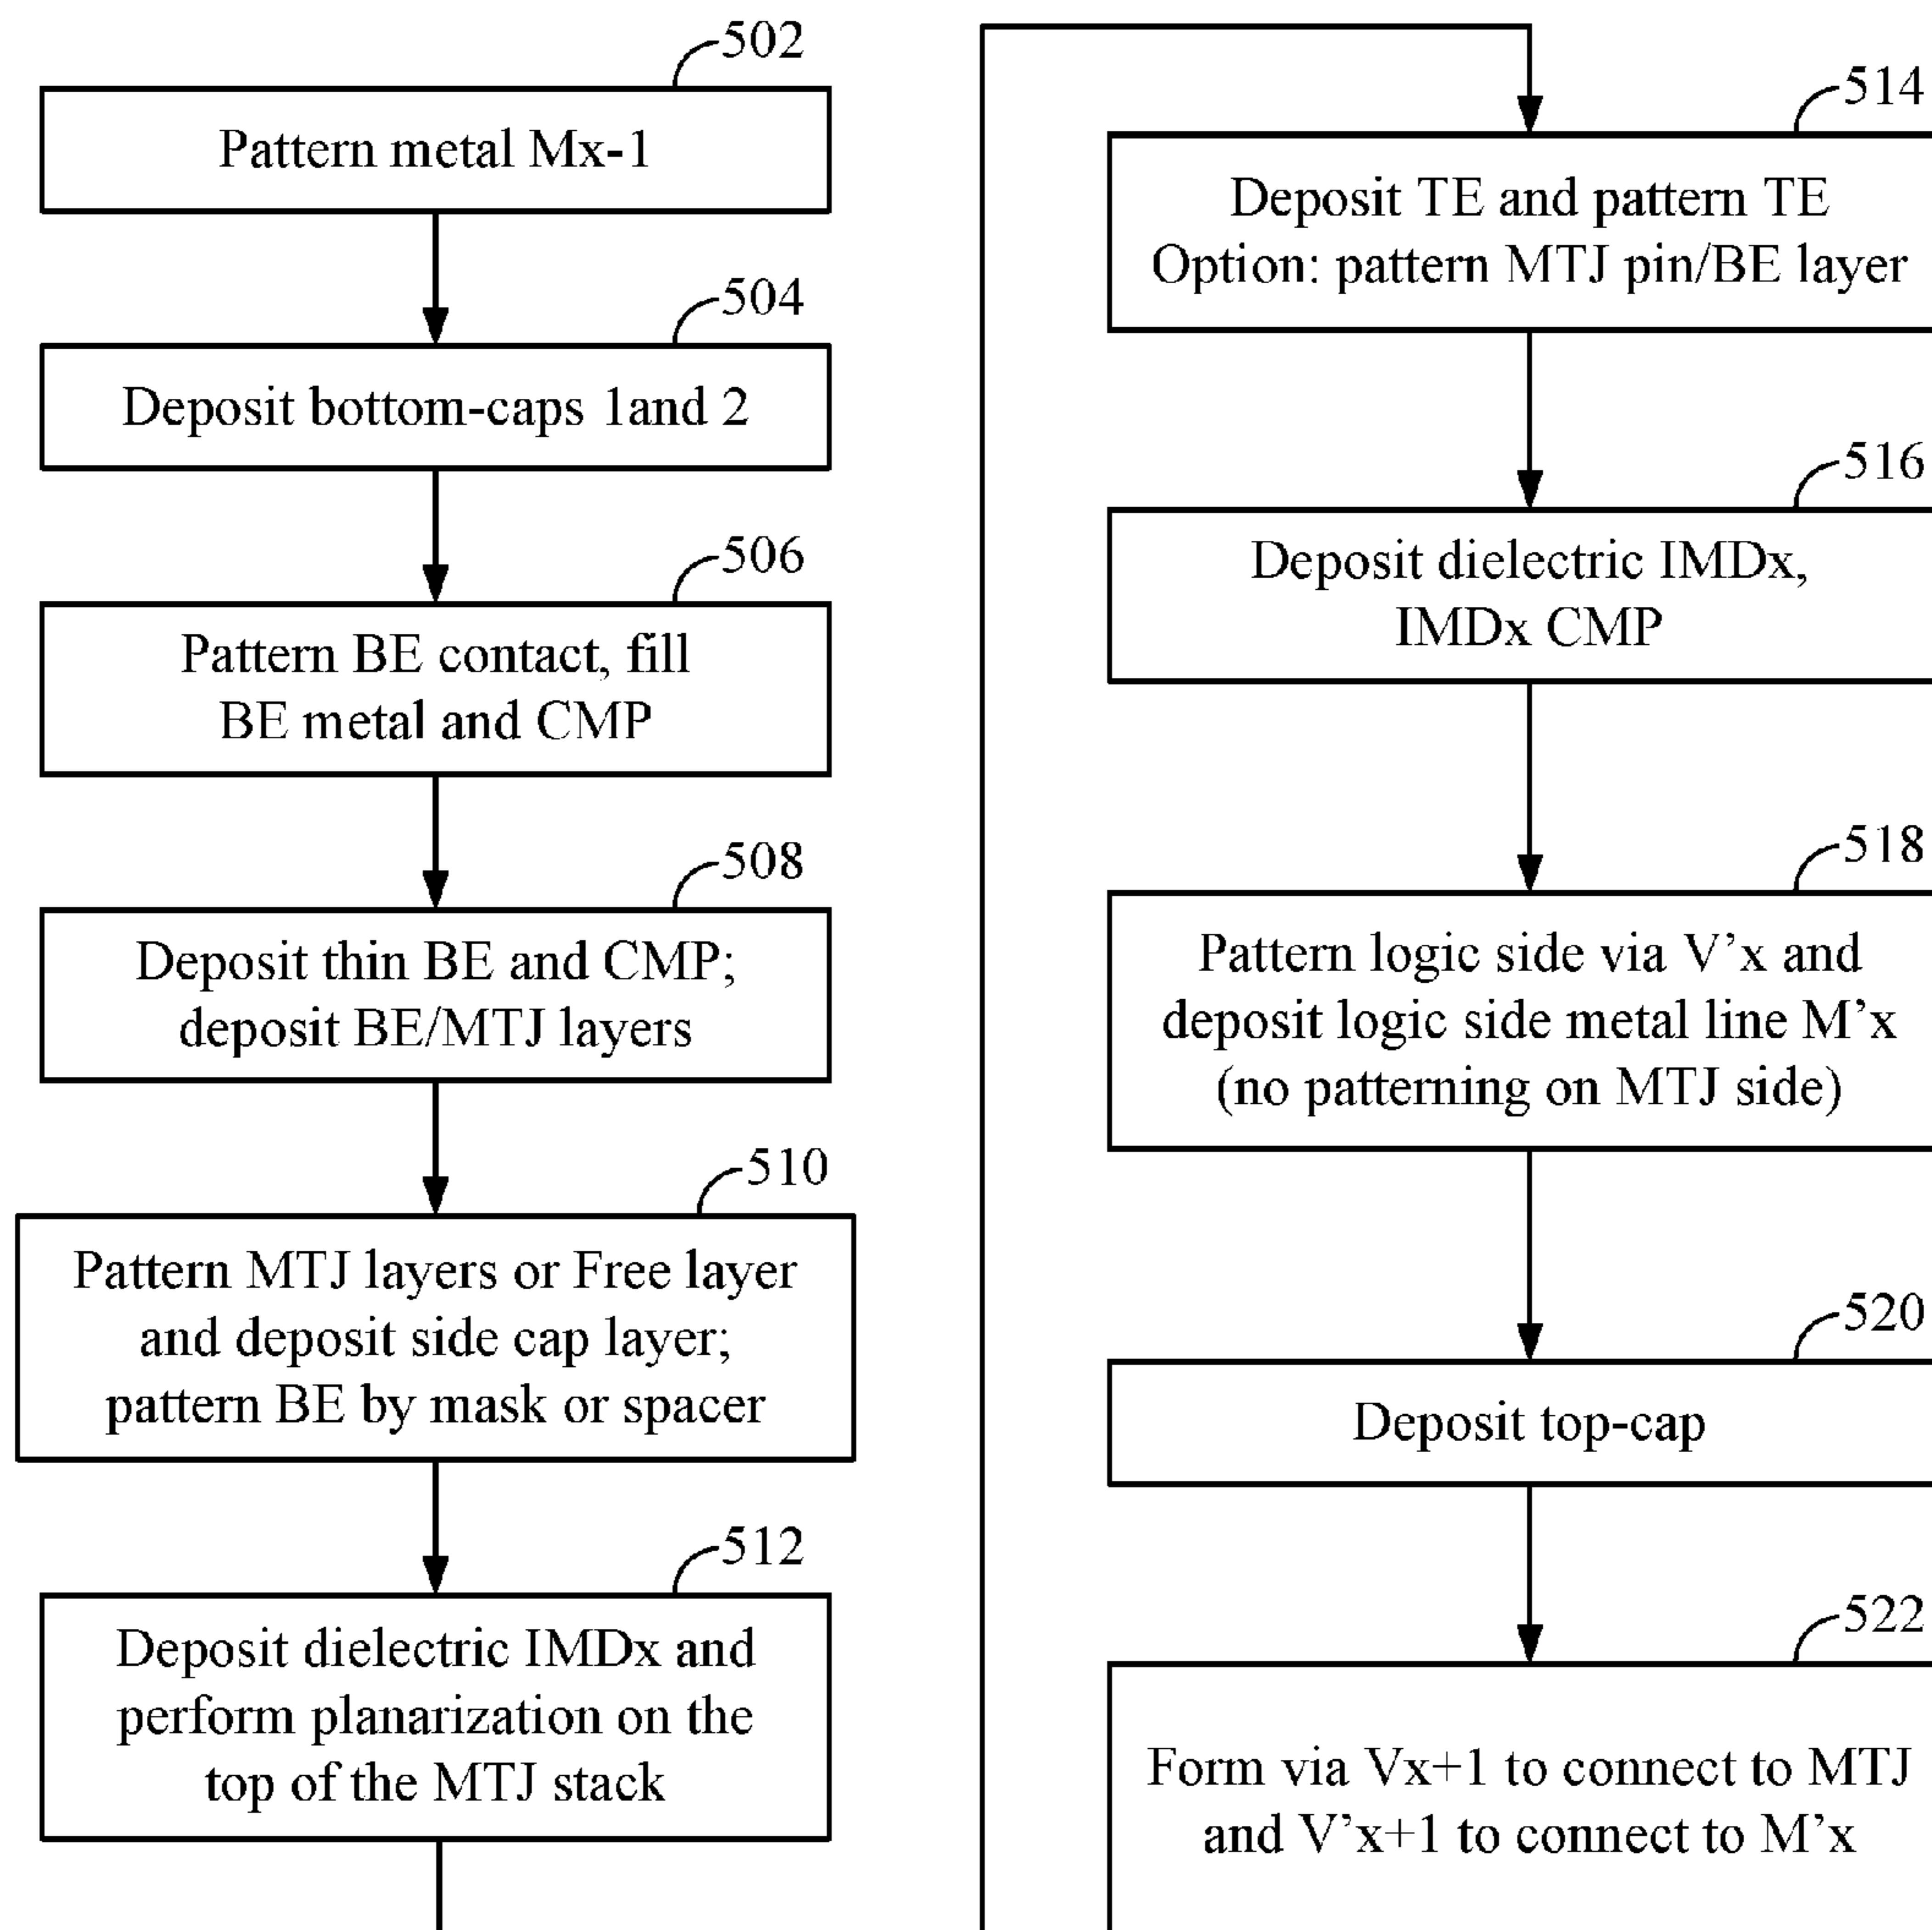 502
Pattern metal Mx-1
504
Deposit bottom-caps 1and 2
506
Pattern BE contact, fill
BE metal and CMP
508
Deposit thin BE and CMP;
deposit BE/MTJ layers
510
Pattern MTJ layers or Free layer
and deposit side cap layer;
pattern BE by mask or spacer
512
Deposit dielectric IMDx and
perform planarization on the
top of the MTJ stack
514
Deposit TE and pattern TE
Option: pattern MTJ pin/BE layer
516
Deposit dielectric IMDx,
IMDx CMP
518
Pattern logic side via V’x and
deposit logic side metal line M’x
(no patterning on MTJ side)
520
Deposit top-cap
522
Form via Vx+1 to connect to MTJ
and V’x+1 to connect to M’x